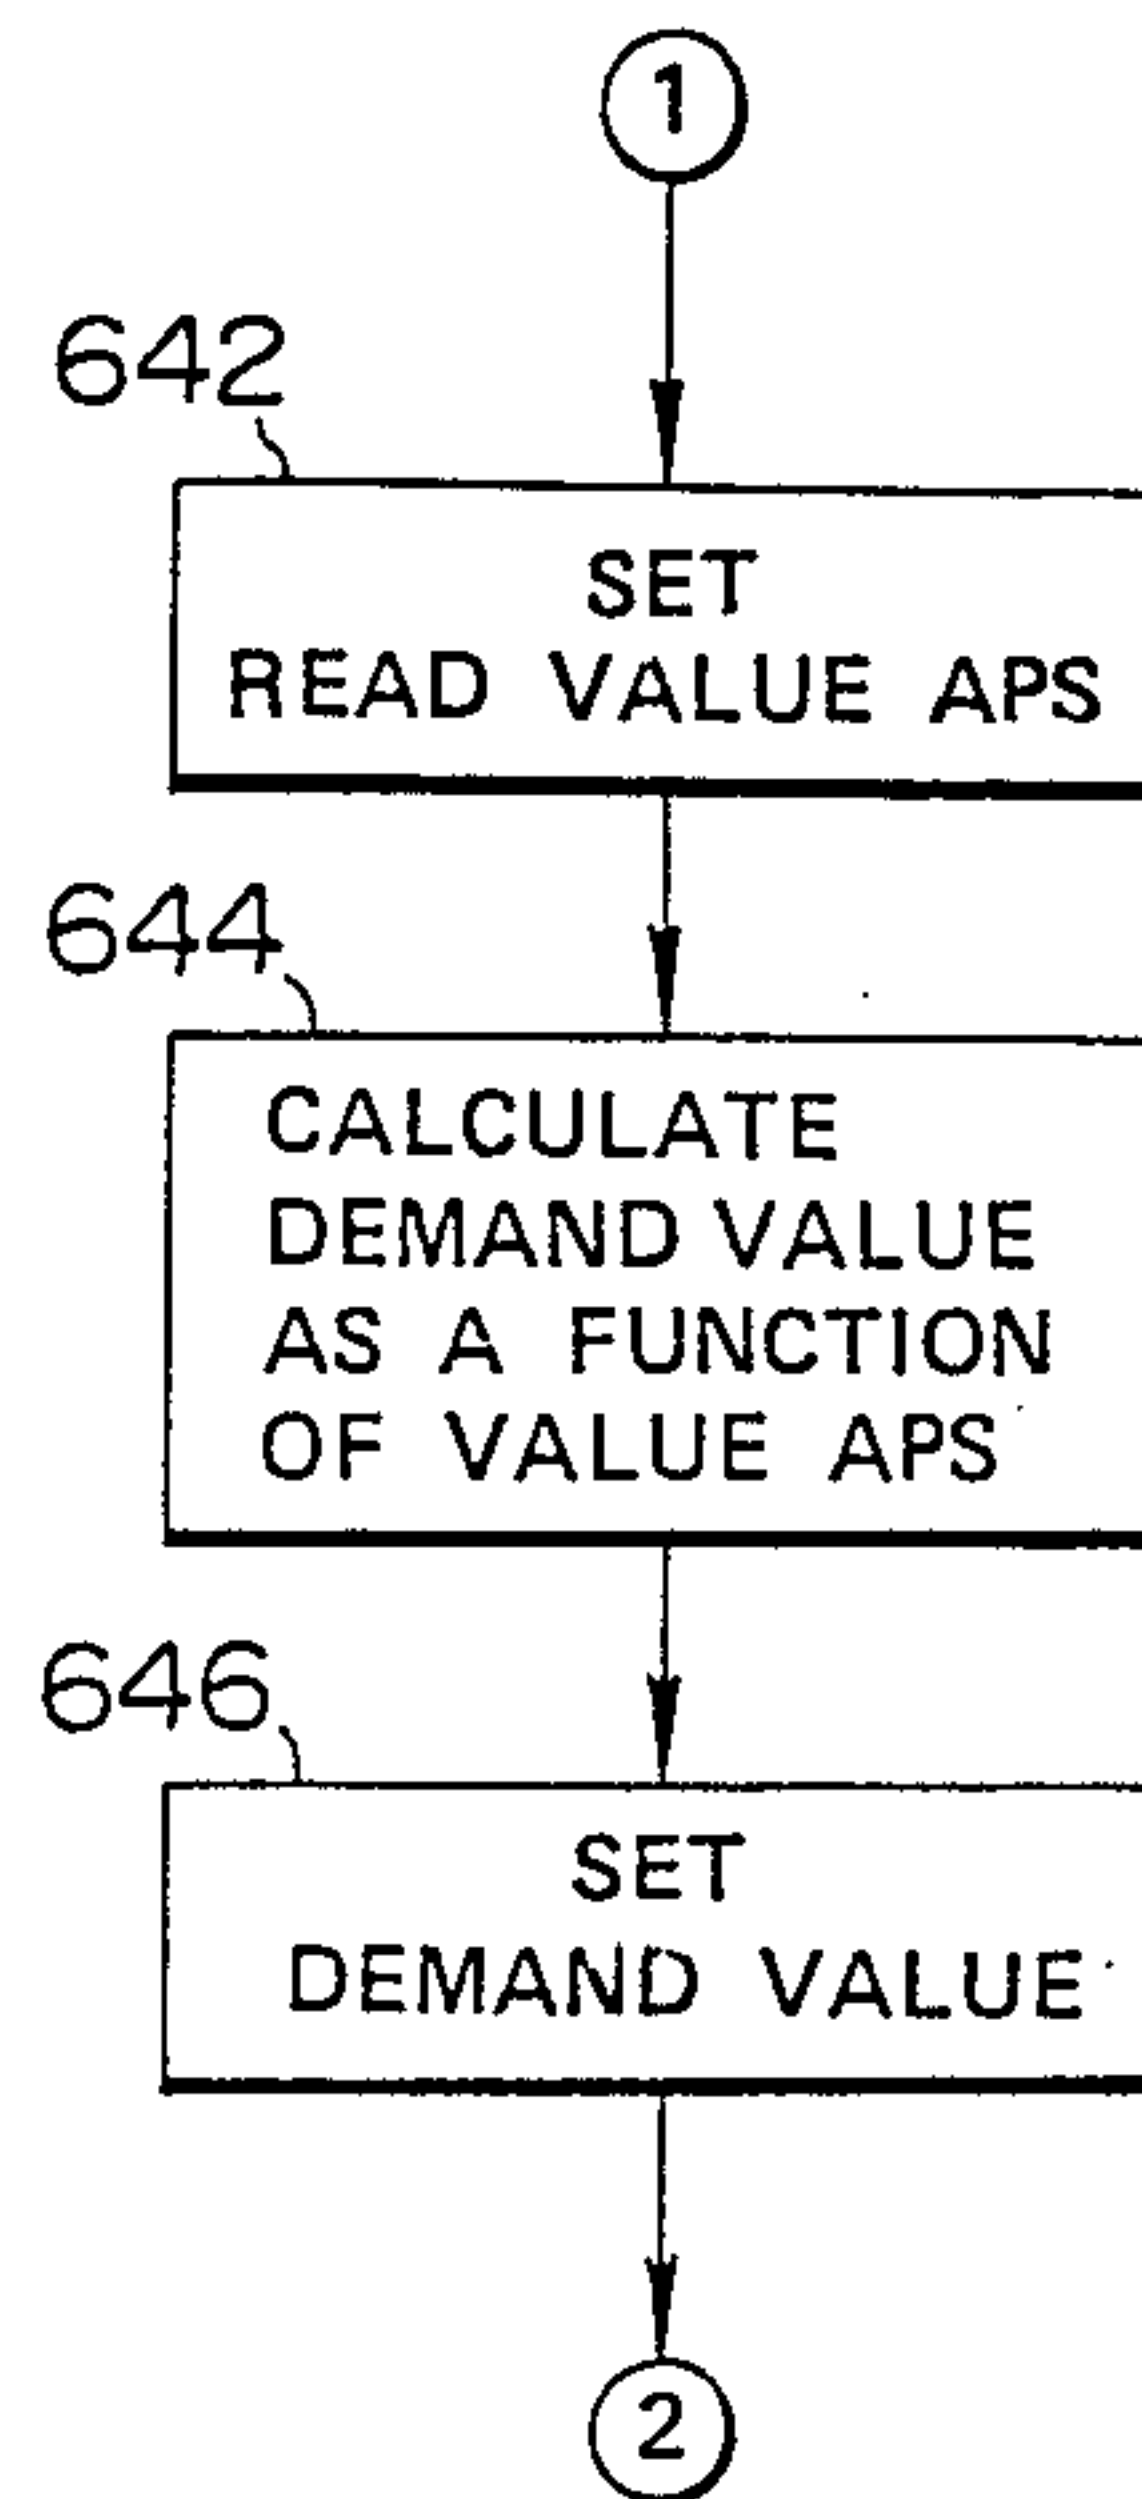 1
642
SET
READ VALUE APS
644
CALCULATE
DEMAND VALUE
AS A FUNCTION
OF VALUE APS
646
SET
DEMAND VALUE
2